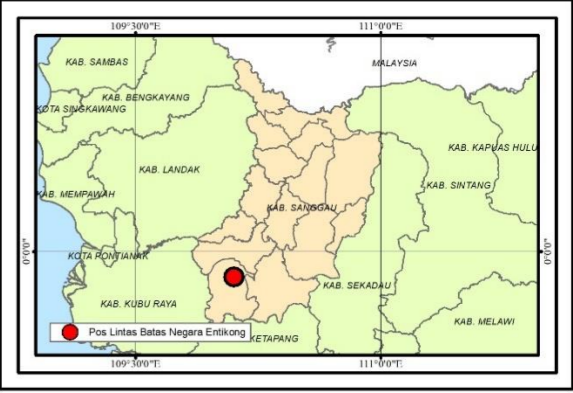 109°30'0"E
111°0'0"E
KAB. SAMBAS
MALAYSIA
KAB. BENGKAYANG
KOTA SINGKAWANG
KAB. KAPUAS HULU
KAB. LANDAK
KAB. SINTANG
KAB. MEMPAWAH
KAB. SANGGAU
0°0'0"
0°0'0"
KOTA PONTIANAK
KAB. SEKADAU
KAB. KUBU RAYA
KAB. MELAWI
Pos Lintas Batas Negara Entikong
KETAPANG
109°30'0"E
111°0'0"E